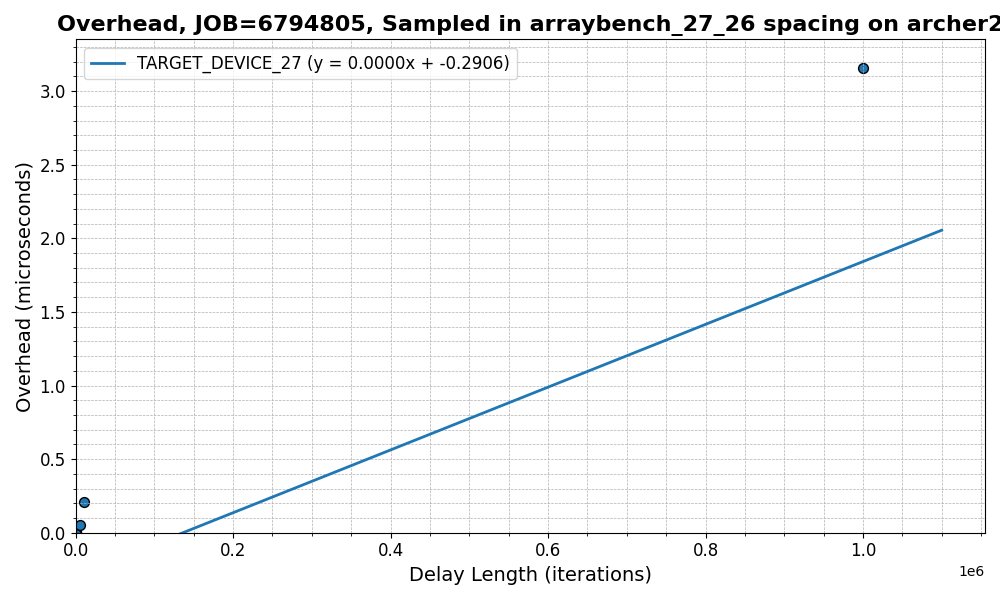 Overhead, JOB=6794805, Sampled in arraybench_27_26 spacing on archer2
TARGET_DEVICE_27 (y = 0.0000x + -0.2906)
Overhead (microseconds)
3.0
2.5
2.0
1.5
1.0
0.5
0.0
0.0 0.2 0.4 0.6 0.8 1.0
1e6
Delay Length (iterations)